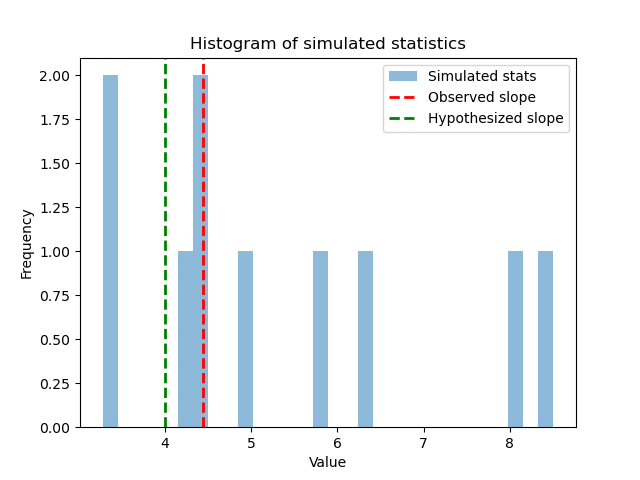 Histogram of simulated statistics
Simulated stats
Observed slope
Hypothesized slope
2.00
1.75
1.50
1.25
1.00
0.75
0.50
0.25
0.00
Frequency
4 5 6 7 8
Value